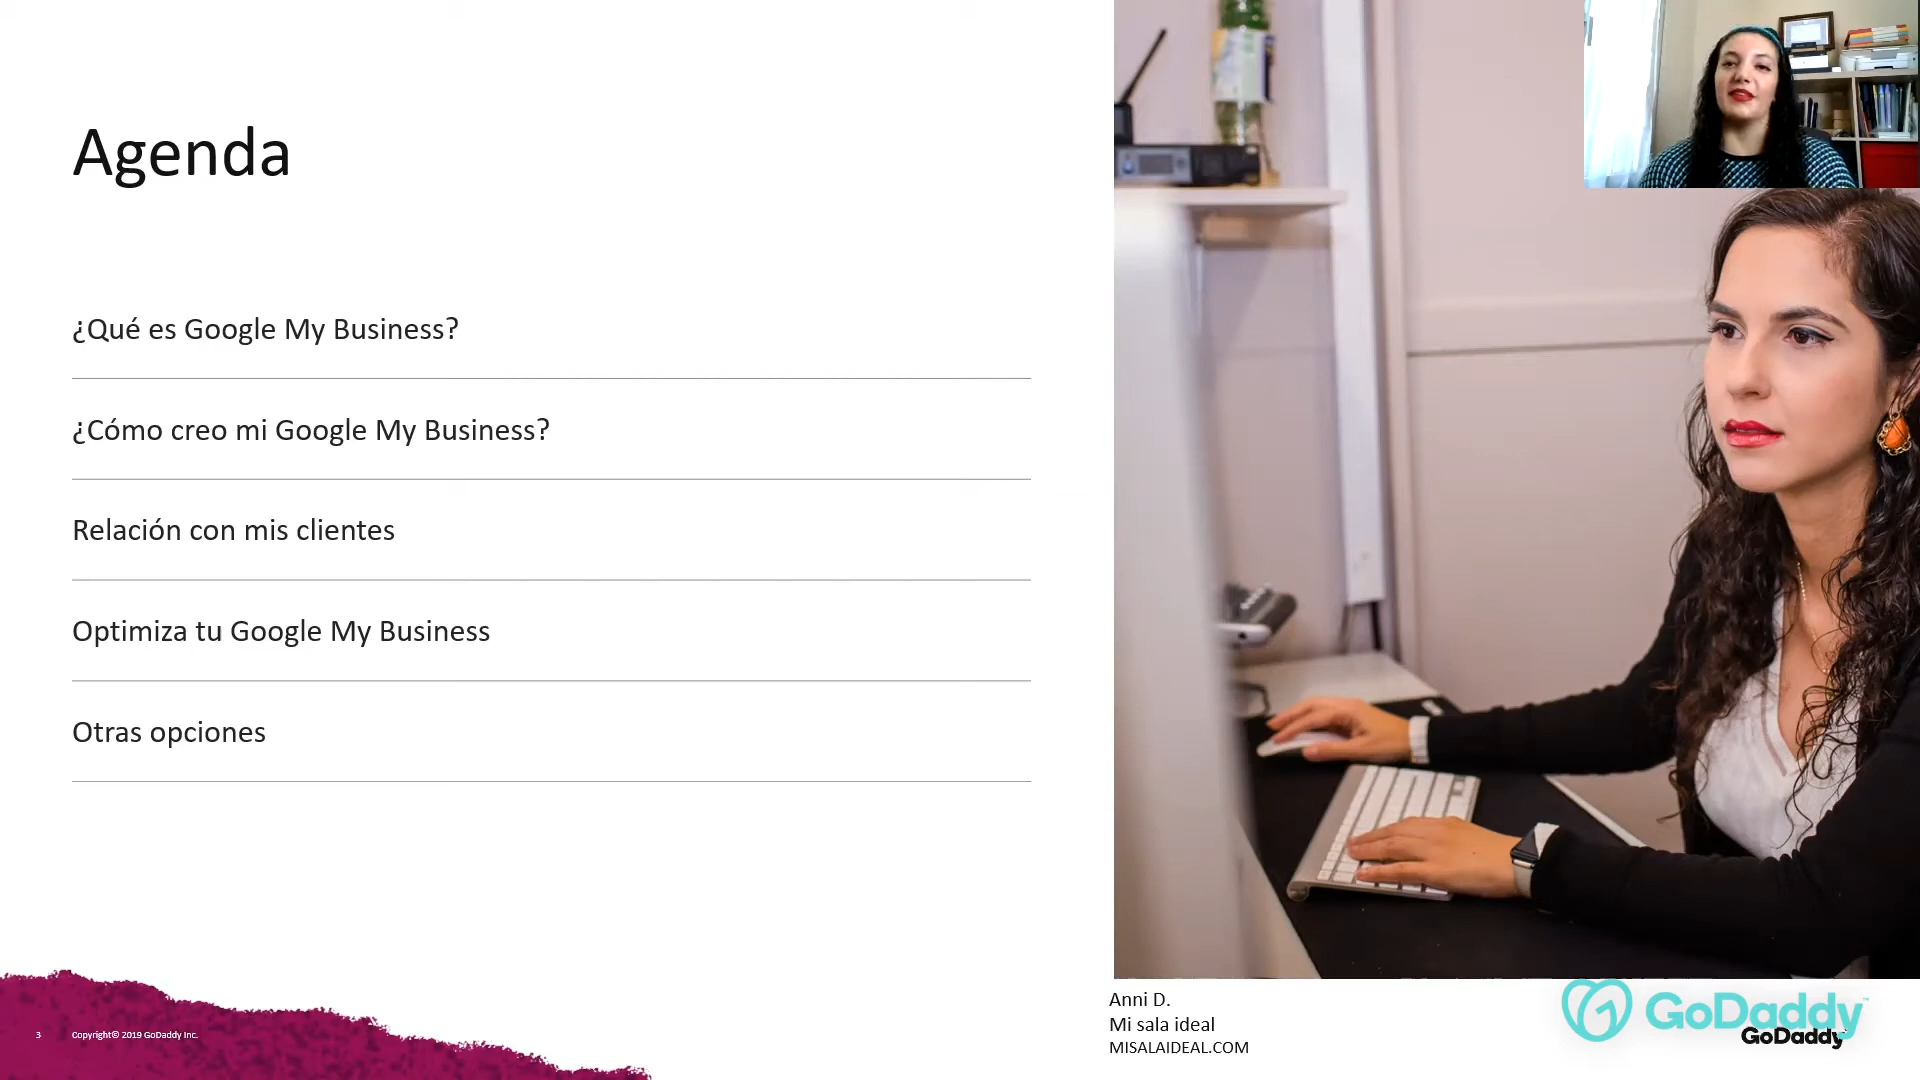 Agenda
¿Qué es Google My Business?
¿Cómo creo mi Google My Business?
Relación con mis clientes
Optimiza tu Google My Business
Otras opciones
3
Copyright© 2019 GoDaddy Inc.
Anni D.
Mi sala ideal
MISALAIDEAL.COM
GoDaddy™
GoDaddy